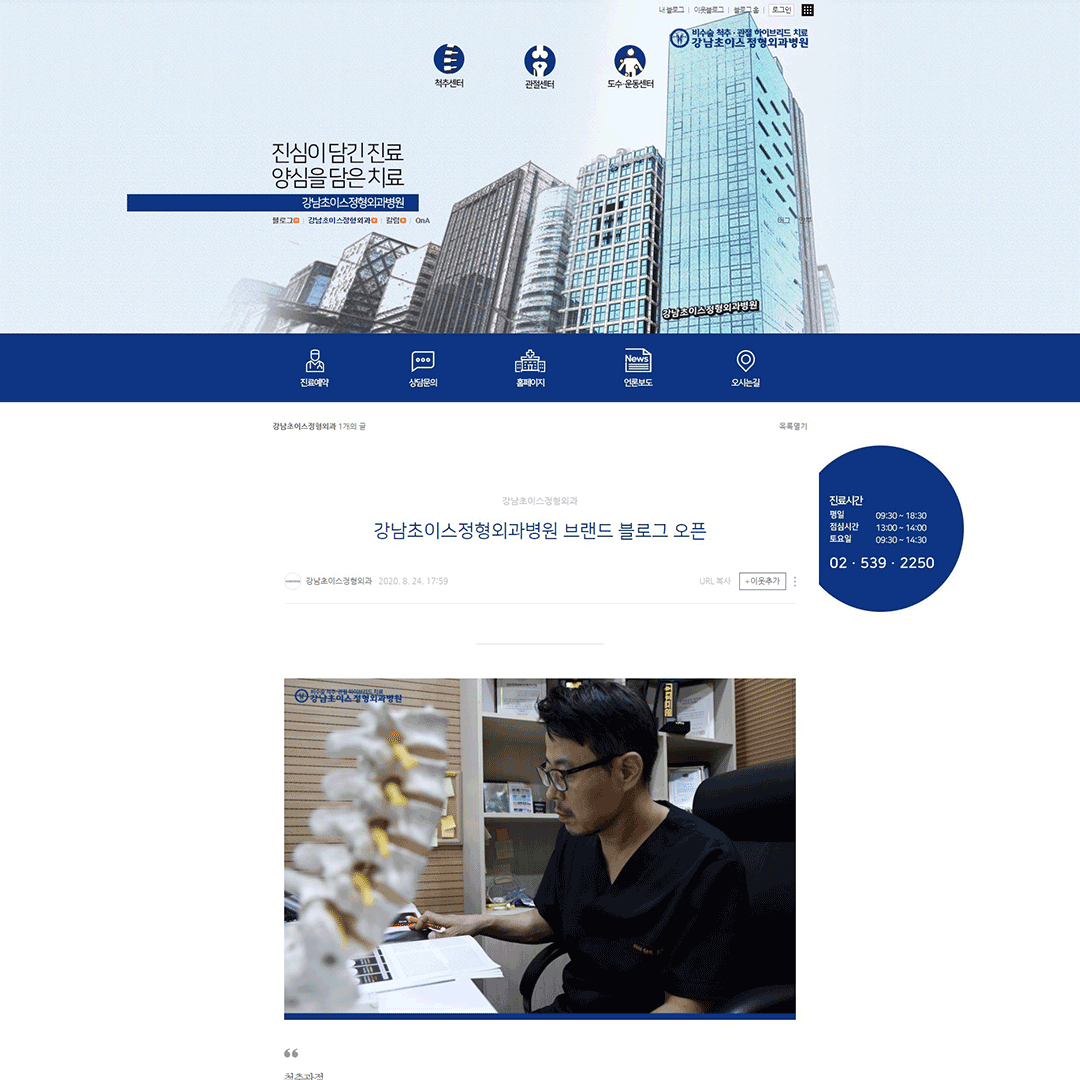 내 블로그 | 이웃블로그 | 블로그 홈 | 로그인
비수술 척추·관절 하이브리드 치료
강남초이스정형외과병원
척추센터 관절센터 도수·운동센터
진심이 담긴 진료
양심을 담은 치료
강남초이스정형외과병원
블로그 | 강남초이스정형외과 | 칼럼 | QnA
태그
강남초이스정형외과병원
News
진료예약 상담문의 홈페이지 언론보도 오시는길
강남초이스정형외과 1개의 글 목록열기
강남초이스정형외과
강남초이스정형외과병원 브랜드 블로그 오픈
강남초이스정형외과 2020. 8. 24. 17:59 URL 복사 +이웃추가
진료시간
평일 09:30 ~ 18:30
점심시간 13:00 ~ 14:00
토요일 09:30 ~ 14:30
02 · 539 · 2250
비수술 척추·관절 하이브리드 치료
강남초이스정형외과병원
척추관절